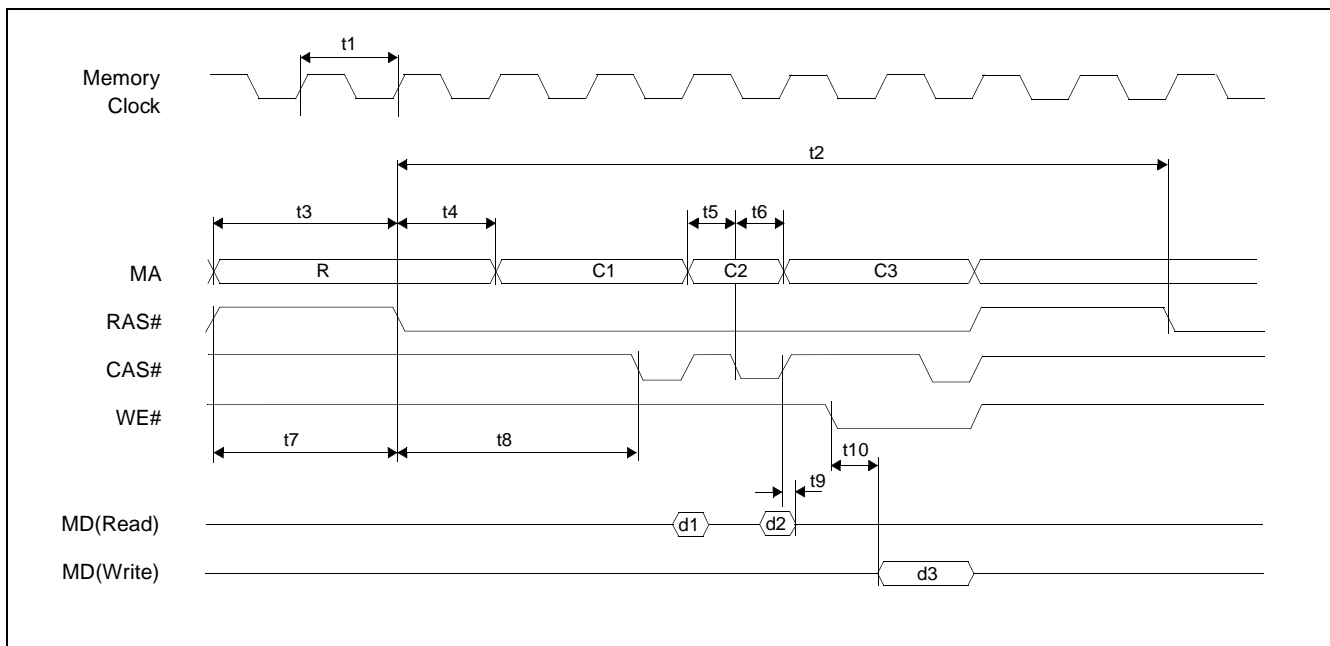 t1
Memory
Clock
t2
t3 t4 t5 t6
MA R C1 C2 C3
RAS#
CAS#
WE#
t7 t8 t10
t9
MD(Read) d1 d2
MD(Write) d3